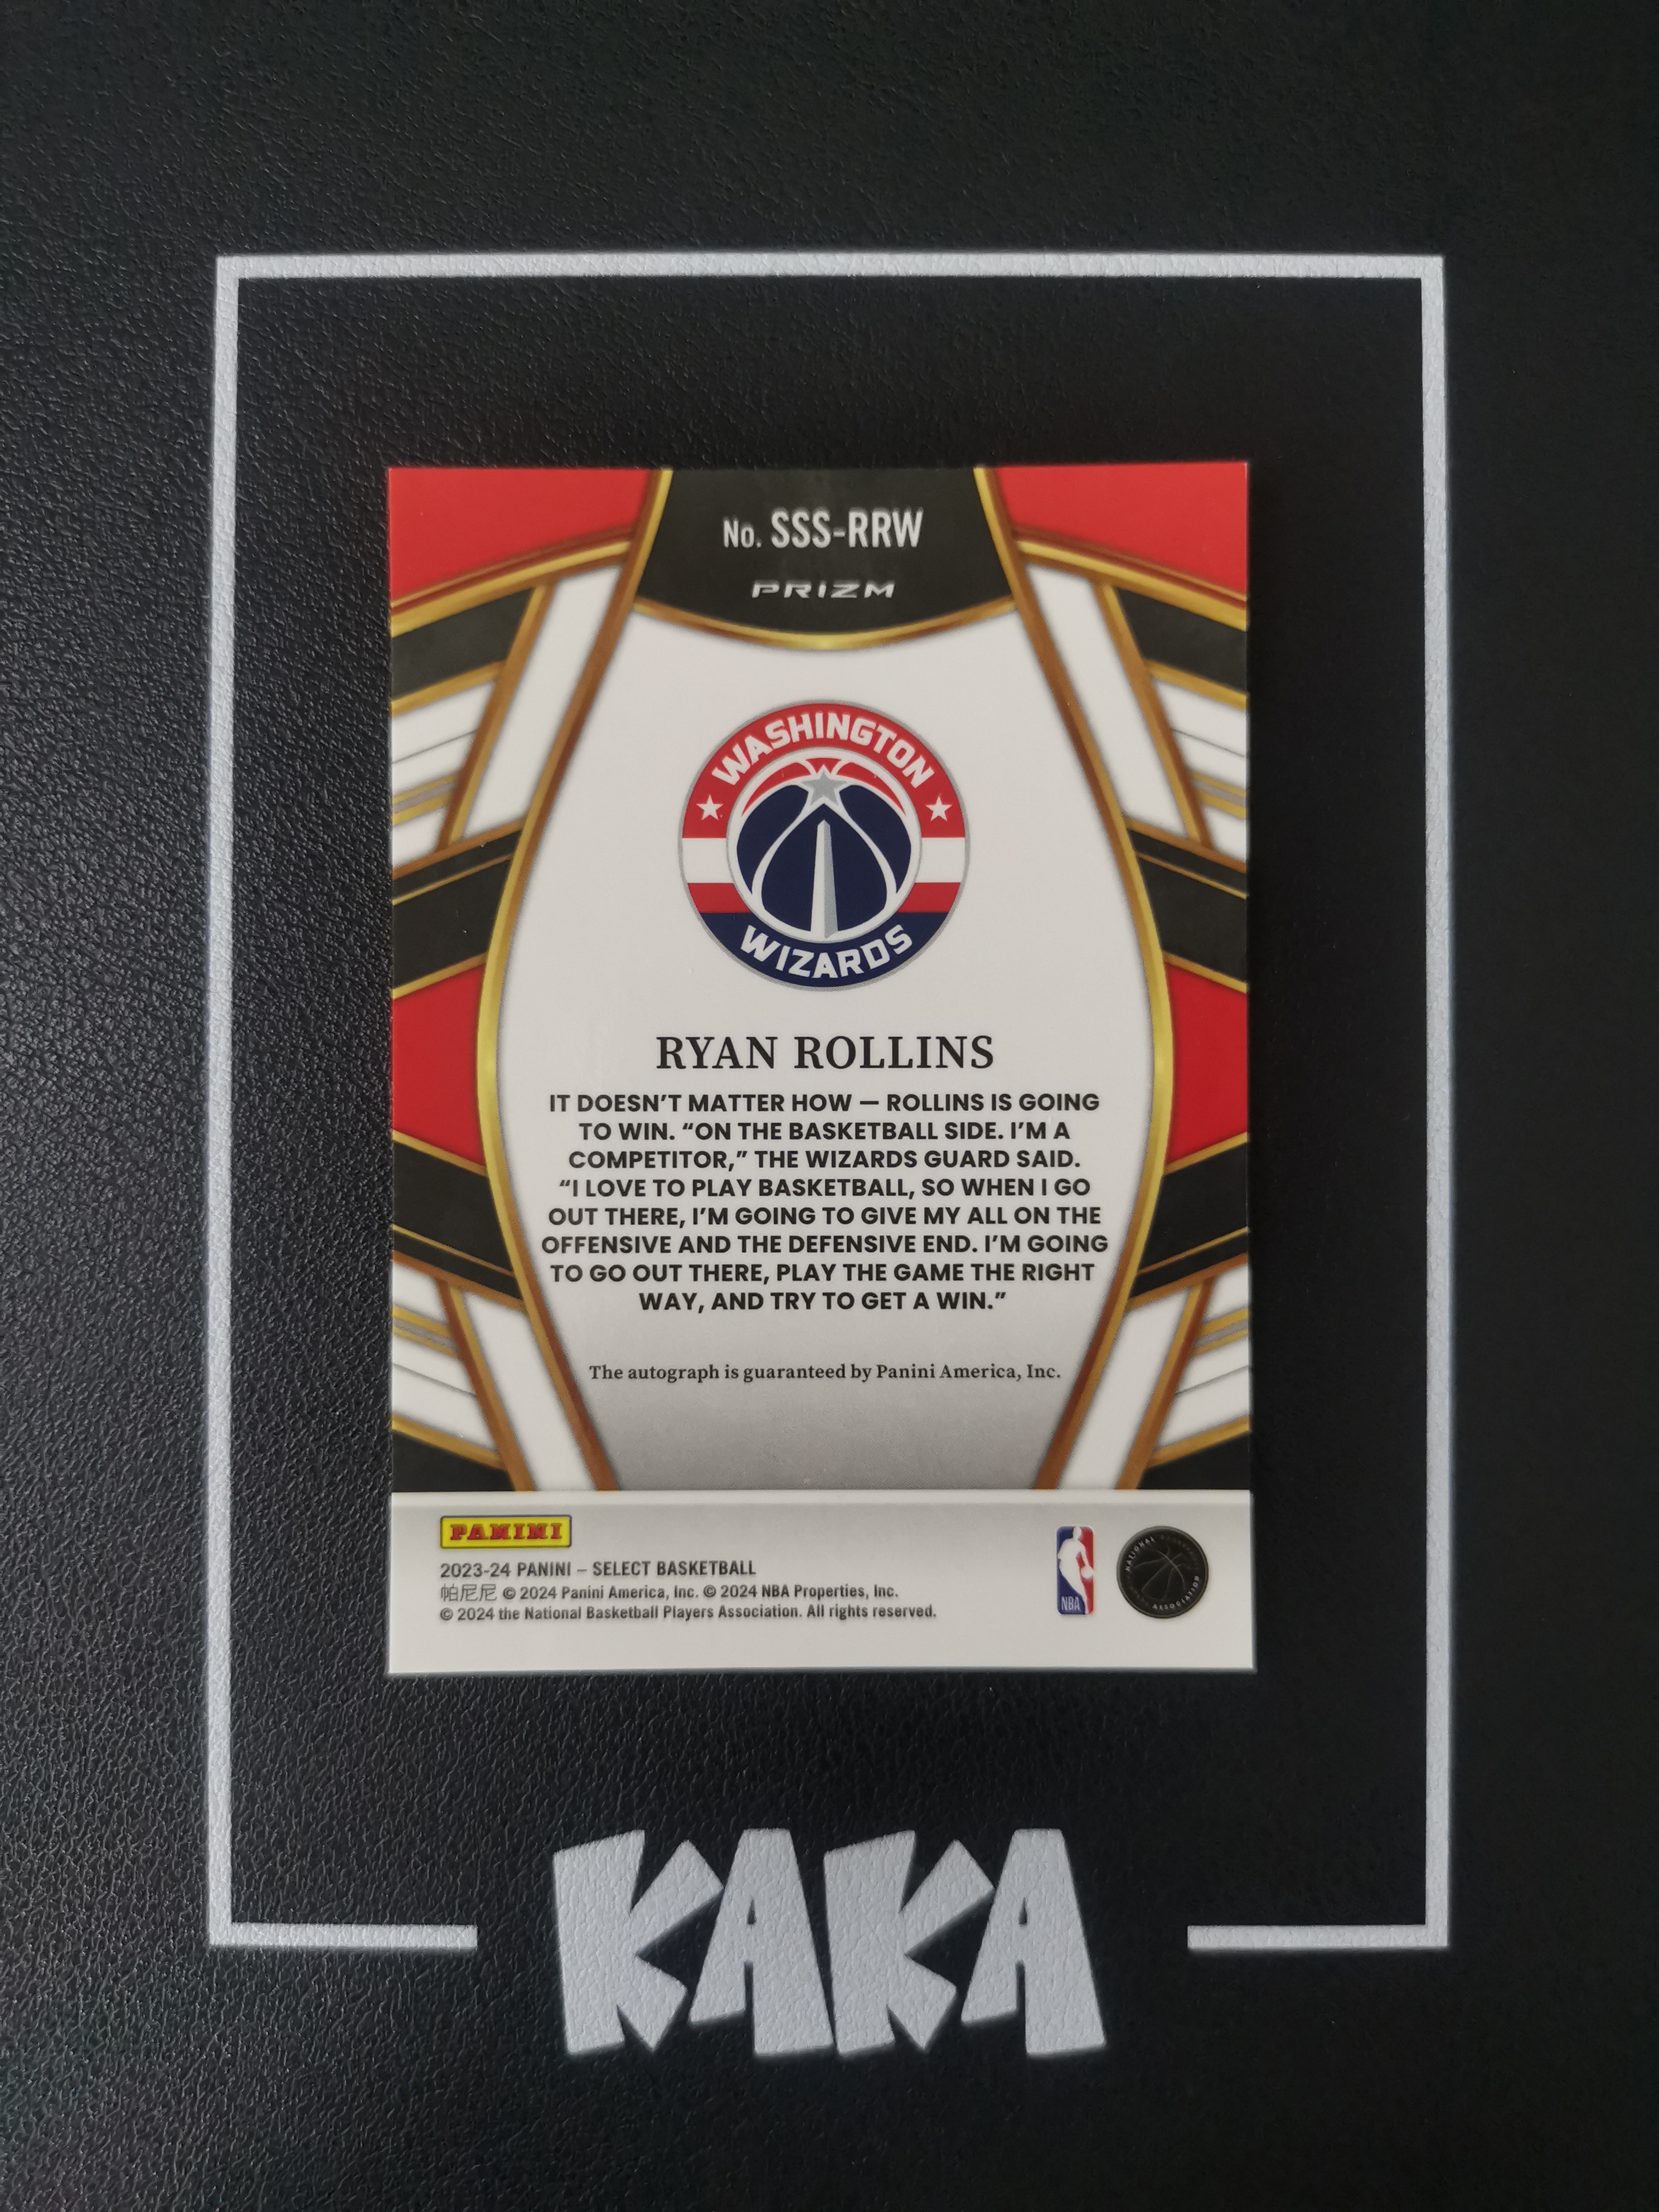 No. SSS-RRW
PRIZM
WASHINGTON
WIZARDS
RYAN ROLLINS
IT DOESN'T MATTER HOW — ROLLINS IS GOING
TO WIN. “ON THE BASKETBALL SIDE. I'M A
COMPETITOR,” THE WIZARDS GUARD SAID.
“I LOVE TO PLAY BASKETBALL, SO WHEN I GO
OUT THERE, I'M GOING TO GIVE MY ALL ON THE
OFFENSIVE AND THE DEFENSIVE END. I'M GOING
TO GO OUT THERE, PLAY THE GAME THE RIGHT
WAY, AND TRY TO GET A WIN.”
The autograph is guaranteed by Panini America, Inc.
PANINI
2023-24 PANINI – SELECT BASKETBALL
帕尼尼 © 2024 Panini America, Inc. © 2024 NBA Properties, Inc.
© 2024 the National Basketball Players Association. All rights reserved.
NBA
NATIONAL
ASSOCIATION
KAKA